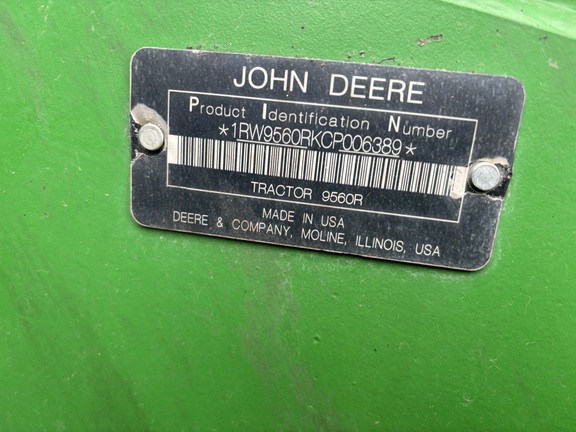 JOHN DEERE
Product Identification Number
*1RW9560RKCP006389*
TRACTOR 9560R
MADE IN USA
DEERE & COMPANY, MOLINE, ILLINOIS, USA